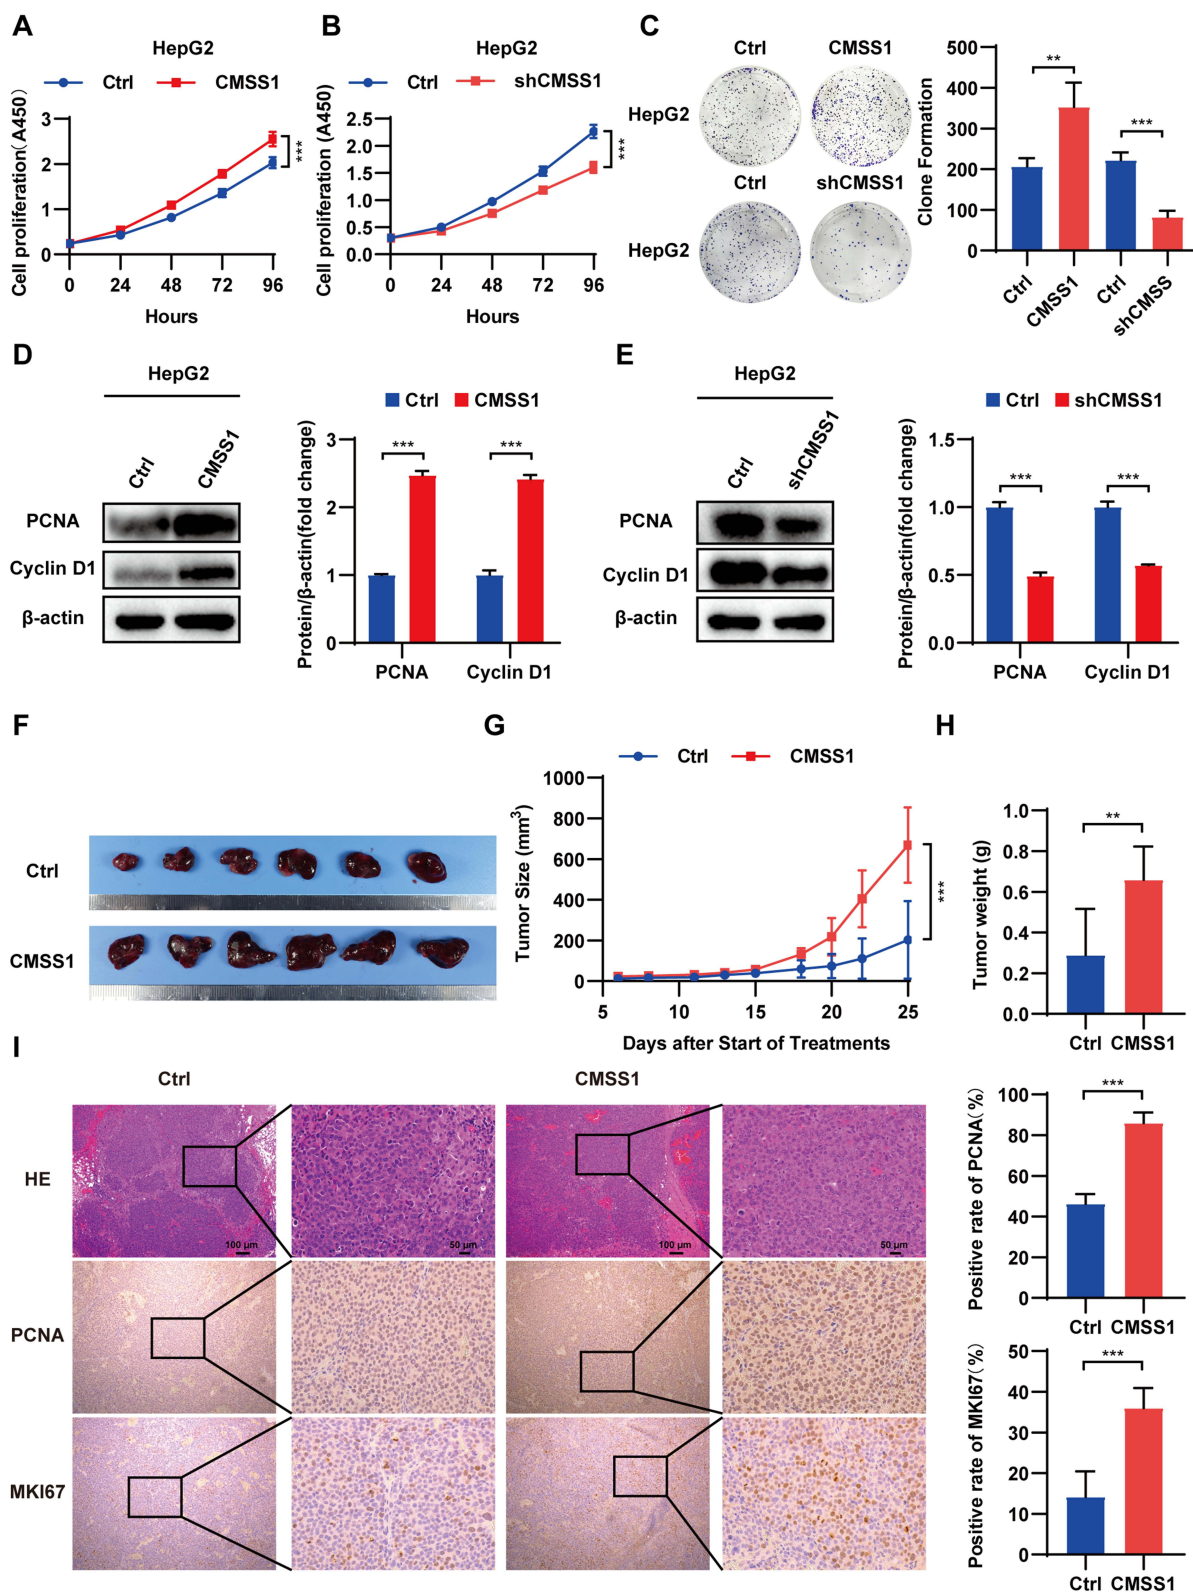 A
HepG2
Ctrl CMSS1
Cell proliferation(A450)
3
2
1
0
0 24 48 72 96
Hours
***
B
HepG2
Ctrl shCMSS1
Cell proliferation (A450)
2.5
2.0
1.5
1.0
0.5
0.0
0 24 48 72 96
Hours
***
C
Ctrl CMSS1
HepG2
Ctrl shCMSS1
HepG2
Clone Formation
500
400
300
200
100
0
** ***
Ctrl CMSS1 Ctrl shCMSS
D
HepG2
Ctrl CMSS1
PCNA
Cyclin D1
β-actin
Ctrl CMSS1
Protein/β-actin(fold change)
3
2
1
0
*** ***
PCNA Cyclin D1
E
HepG2
Ctrl shCMSS1
PCNA
Cyclin D1
β-actin
Ctrl shCMSS1
Protein/β-actin(fold change)
1.5
1.0
0.5
0.0
*** ***
PCNA Cyclin D1
F
Ctrl
CMSS1
G
Ctrl CMSS1
Tumor Size (mm³)
1000
800
600
400
200
0
5 10 15 20 25
Days after Start of Treatments
***
H
Tumor weight (g)
1.0
0.8
0.6
0.4
0.2
0.0
**
Ctrl CMSS1
I
Ctrl CMSS1
HE
100 μm 50 μm 100 μm 50 μm
PCNA
MKI67
Positive rate of PCNA(%)
100
80
60
40
20
0
***
Ctrl CMSS1
Positive rate of MKI67(%)
50
40
30
20
10
0
***
Ctrl CMSS1